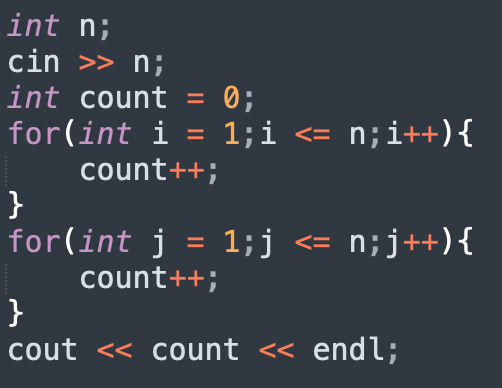 int n;
cin >> n;
int count = 0;
for(int i = 1;i <= n;i++){
    count++;
}
for(int j = 1;j <= n;j++){
    count++;
}
cout << count << endl;